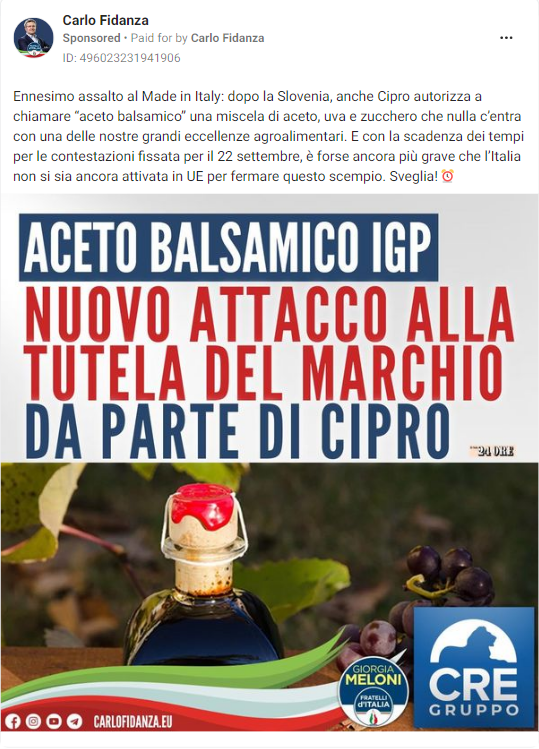 Carlo Fidanza
Sponsored • Paid for by Carlo Fidanza
ID: 496023231941906
Ennesimo assalto al Made in Italy: dopo la Slovenia, anche Cipro autorizza a
chiamare “aceto balsamico” una miscela di aceto, uva e zucchero che nulla c’entra
con una delle nostre grandi eccellenze agroalimentari. E con la scadenza dei tempi
per le contestazioni fissata per il 22 settembre, è forse ancora più grave che l’Italia
non si sia ancora attivata in UE per fermare questo scempio. Sveglia! ⏰
ACETO BALSAMICO IGP
NUOVO ATTACCO ALLA
TUTELA DEL MARCHIO
DA PARTE DI CIPRO
24 ORE
GIORGIA
MELONI
FRATELLI
d'ITALIA
CRE
GRUPPO
CARLOFIDANZA.EU